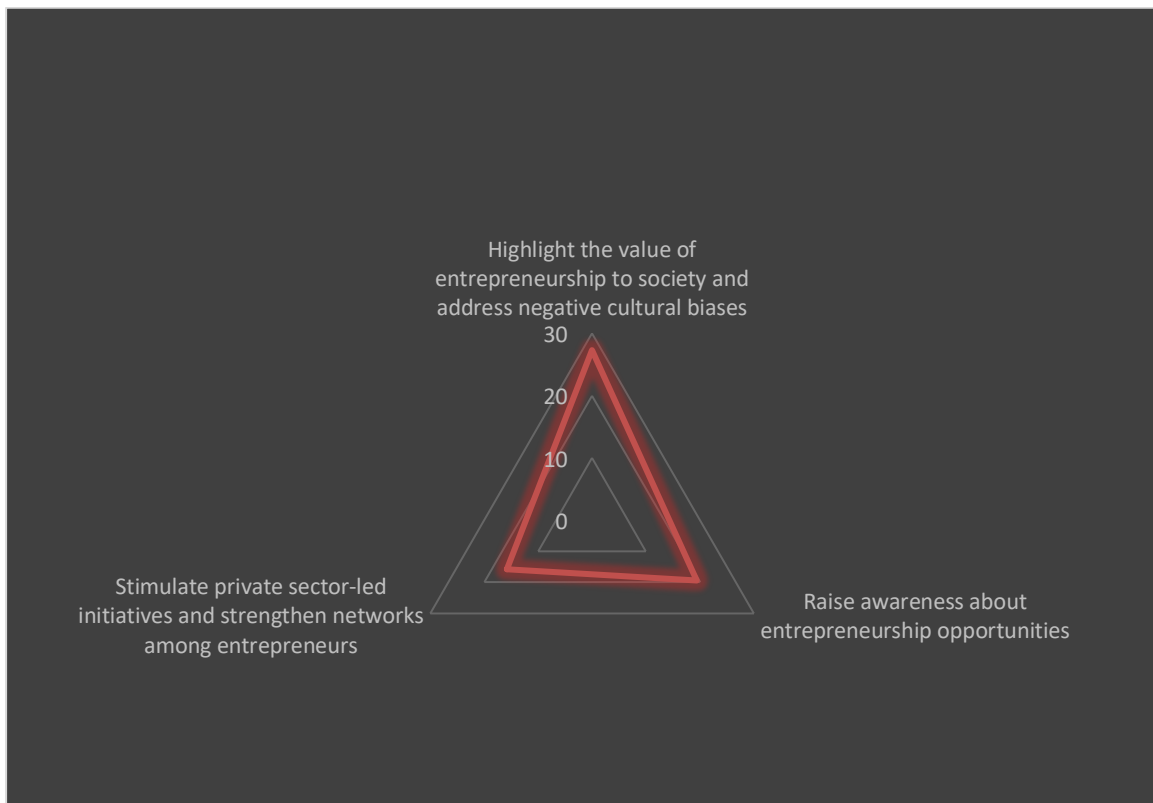 Highlight the value of
entrepreneurship to society and
address negative cultural biases
30
20
10
0
Stimulate private sector-led
initiatives and strengthen networks
among entrepreneurs
Raise awareness about
entrepreneurship opportunities